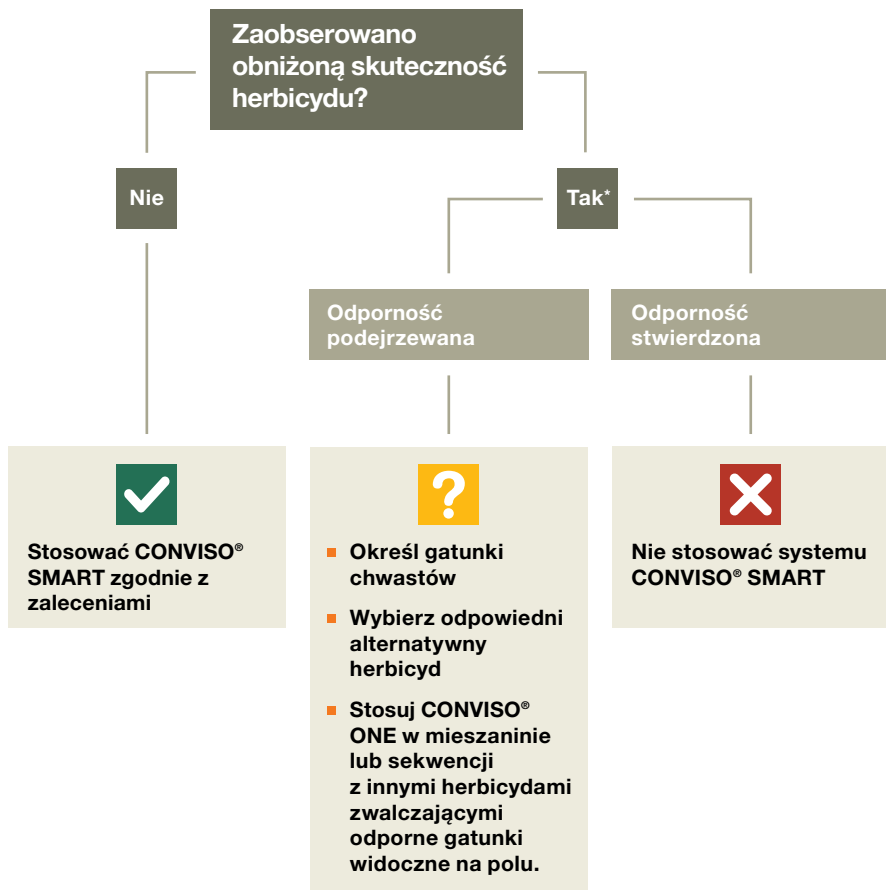 Zaobserowano
obniżoną skuteczność
herbicydu?
Nie
Tak*
Odporność
podejrzewana
Odporność
stwierdzona
Stosować CONVISO®
SMART zgodnie z
zaleceniami
?
Określ gatunki
chwastów
Wybierz odpowiedni
alternatywny
herbicyd
Stosuj CONVISO®
ONE w mieszaninie
lub sekwencji
z innymi herbicydami
zwalczającymi
odporne gatunki
widoczne na polu.
Nie stosować systemu
CONVISO® SMART